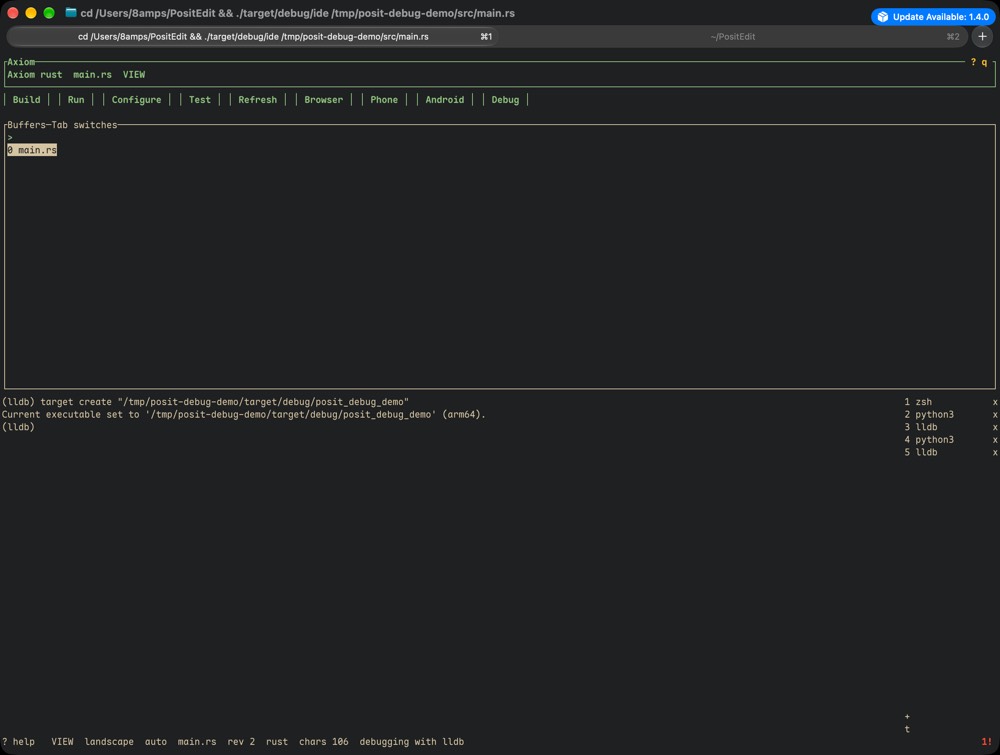 cd /Users/8amps/PositEdit && ./target/debug/ide /tmp/posit-debug-demo/src/main.rs
Update Available: 1.4.0
cd /Users/8amps/PositEdit && ./target/debug/ide /tmp/posit-debug-demo/src/main.rs ⌘1
~/PositEdit ⌘2 +
Axiom ? q
Axiom rust main.rs VIEW
| Build | | Run | | Configure | | Test | | Refresh | | Browser | | Phone | | Android | | Debug |
Buffers—Tab switches
>
0 main.rs
(lldb) target create "/tmp/posit-debug-demo/target/debug/posit_debug_demo"
Current executable set to '/tmp/posit-debug-demo/target/debug/posit_debug_demo' (arm64).
(lldb)
1 zsh x
2 python3 x
3 lldb x
4 python3 x
5 lldb x
+
t
? help VIEW landscape auto main.rs rev 2 rust chars 106 debugging with lldb 1!